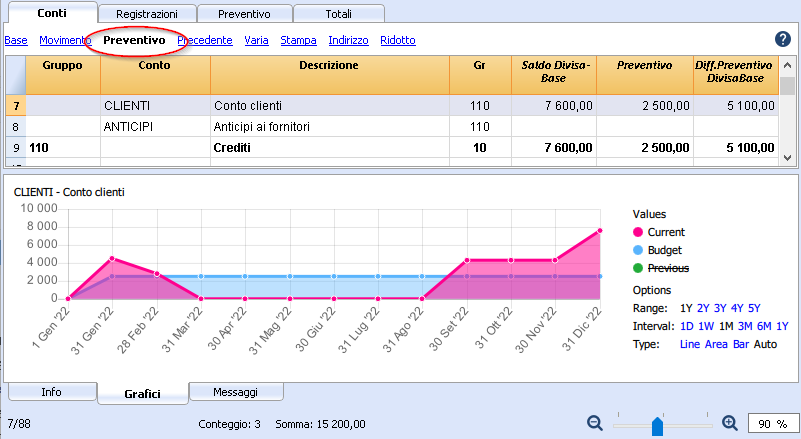 Conti Registrazioni Preventivo Totali
Base Movimento Preventivo Precedente Varia Stampa Indirizzo Ridotto ?
Gruppo Conto Descrizione Gr Saldo Divisa- Preventivo Diff.Preventivo
Base DivisaBase
7 CLIENTI Conto clienti 110 7 600,00 2 500,00 5 100,00
8 ANTICIPI Anticipi ai fornitori 110
9 110 Crediti 10 7 600,00 2 500,00 5 100,00
CLIENTI - Conto clienti
10 000
8 000
6 000
4 000
2 000
0
1 Gen '22 31 Gen '22 28 Feb '22 31 Mar '22 30 Apr '22 31 Mag '22 30 Giu '22 31 Lug '22 31 Ago '22 30 Set '22 31 Ott '22 30 Nov '22 31 Dic '22
Values
Current
Budget
Previous
Options
Range: 1Y 2Y 3Y 4Y 5Y
Interval: 1D 1W 1M 3M 6M 1Y
Type: Line Area Bar Auto
Info Grafici Messaggi
7/88 Conteggio: 3 Somma: 15 200,00 90 %